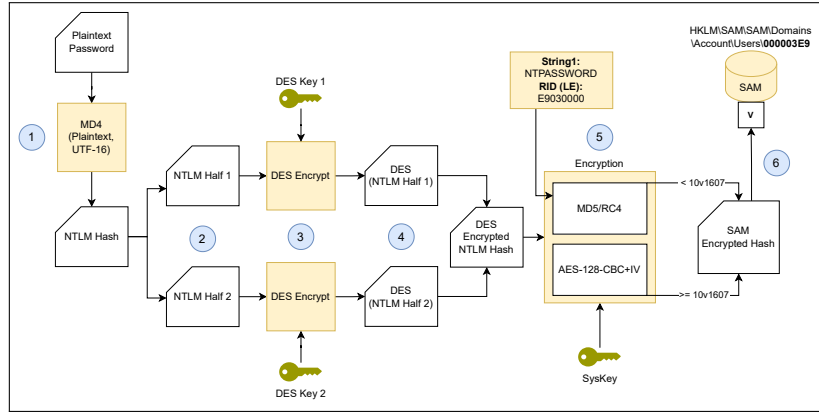 Plaintext
Password
1
MD4
(Plaintext,
UTF-16)
NTLM Hash
2
NTLM Half 1
NTLM Half 2
DES Key 1
DES Encrypt
3
DES Encrypt
DES Key 2
DES
(NTLM Half 1)
4
DES
(NTLM Half 2)
DES
Encrypted
NTLM Hash
String1:
NTPASSWORD
RID (LE):
E9030000
5
Encryption
MD5/RC4
AES-128-CBC+IV
SysKey
< 10v1607
>= 10v1607
SAM
Encrypted Hash
6
HKLM\SAM\SAM\Domains
\Account\Users\000003E9
SAM
V